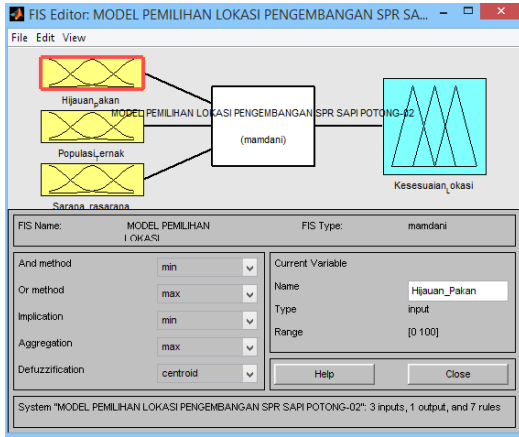 FIS Editor: MODEL PEMILIHAN LOKASI PENGEMBANGAN SPR SA...
File Edit View
Hijauan_pakan
MODEL PEMILIHAN LOKASI PENGEMBANGAN SPR SAPI POTONG-02
(mamdani)
Populasi_ternak
Kesesuaian_Lokasi
Sarana_rasarana
FIS Name: MODEL PEMILIHAN LOKASI FIS Type: mamdani
And method min
Or method max
Implication min
Aggregation max
Defuzzification centroid
Current Variable
Name Hijauan_Pakan
Type input
Range [0 100]
Help Close
System "MODEL PEMILIHAN LOKASI PENGEMBANGAN SPR SAPI POTONG-02": 3 inputs, 1 output, and 7 rules